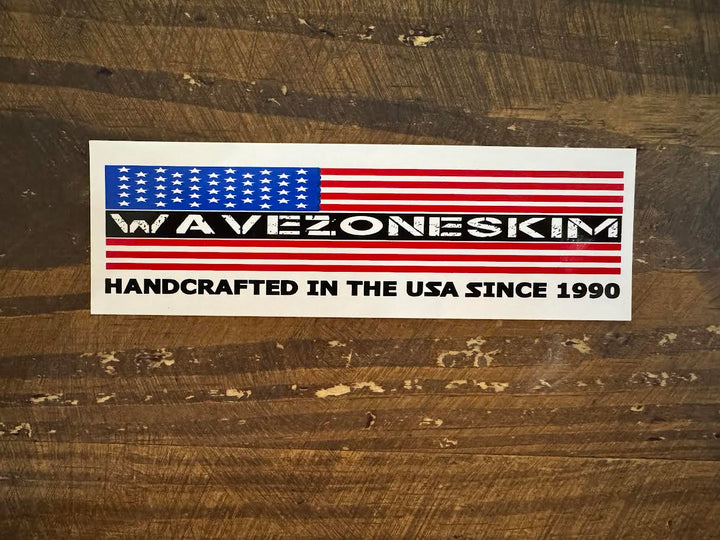 WAVEZONESKIM
HANDCRAFTED IN THE USA SINCE 1990